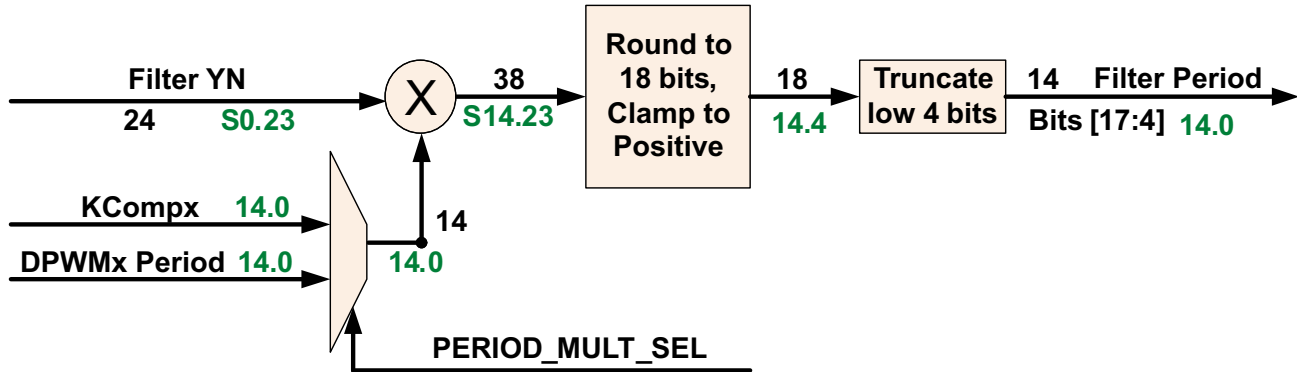 Filter YN
24 S0.23
X
38
S14.23
Round to
18 bits,
Clamp to
Positive
18
14.4
Truncate
low 4 bits
14 Filter Period
Bits [17:4] 14.0
KCompx 14.0
DPWMx Period 14.0
14
14.0
PERIOD_MULT_SEL